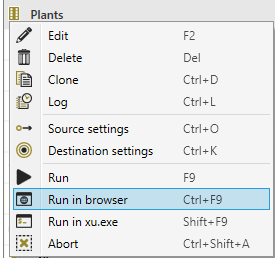 Plants
Edit F2
Delete Del
Clone Ctrl+D
Log Ctrl+L
Source settings Ctrl+O
Destination settings Ctrl+K
Run F9
Run in browser Ctrl+F9
Run in xu.exe Shift+F9
Abort Ctrl+Shift+A